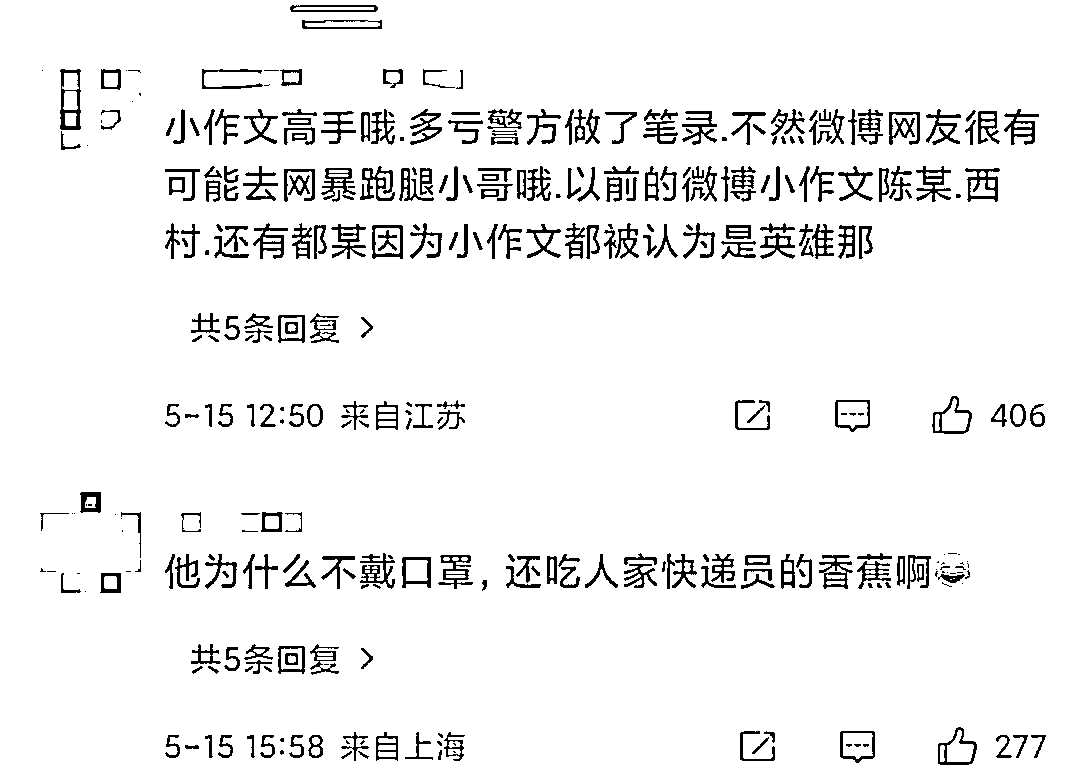 小作文高手哦.多亏警方做了笔录.不然微博网友很有
可能去网暴跑腿小哥哦.以前的微博小作文陈某.西
村.还有都某因为小作文都被认为是英雄那
共5条回复 >
5-15 12:50 来自江苏 406
他为什么不戴口罩，还吃人家快递员的香蕉啊😂
共5条回复 >
5-15 15:58 来自上海 277